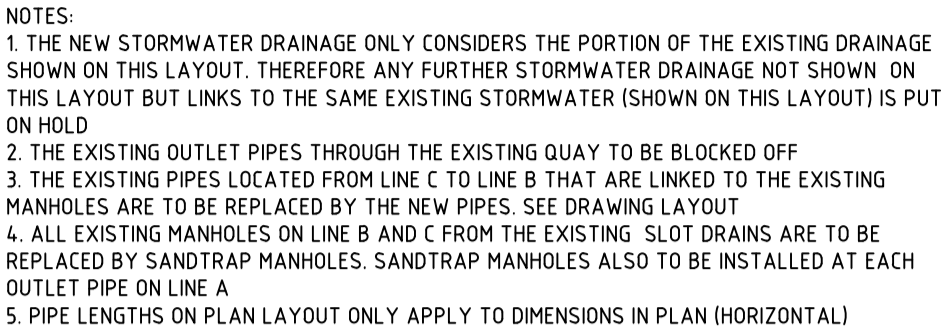 NOTES:
1. THE NEW STORMWATER DRAINAGE ONLY CONSIDERS THE PORTION OF THE EXISTING DRAINAGE
SHOWN ON THIS LAYOUT. THEREFORE ANY FURTHER STORMWATER DRAINAGE NOT SHOWN ON
THIS LAYOUT BUT LINKS TO THE SAME EXISTING STORMWATER (SHOWN ON THIS LAYOUT) IS PUT
ON HOLD
2. THE EXISTING OUTLET PIPES THROUGH THE EXISTING QUAY TO BE BLOCKED OFF
3. THE EXISTING PIPES LOCATED FROM LINE C TO LINE B THAT ARE LINKED TO THE EXISTING
MANHOLES ARE TO BE REPLACED BY THE NEW PIPES. SEE DRAWING LAYOUT
4. ALL EXISTING MANHOLES ON LINE B AND C FROM THE EXISTING SLOT DRAINS ARE TO BE
REPLACED BY SANDTRAP MANHOLES. SANDTRAP MANHOLES ALSO TO BE INSTALLED AT EACH
OUTLET PIPE ON LINE A
5. PIPE LENGTHS ON PLAN LAYOUT ONLY APPLY TO DIMENSIONS IN PLAN (HORIZONTAL)